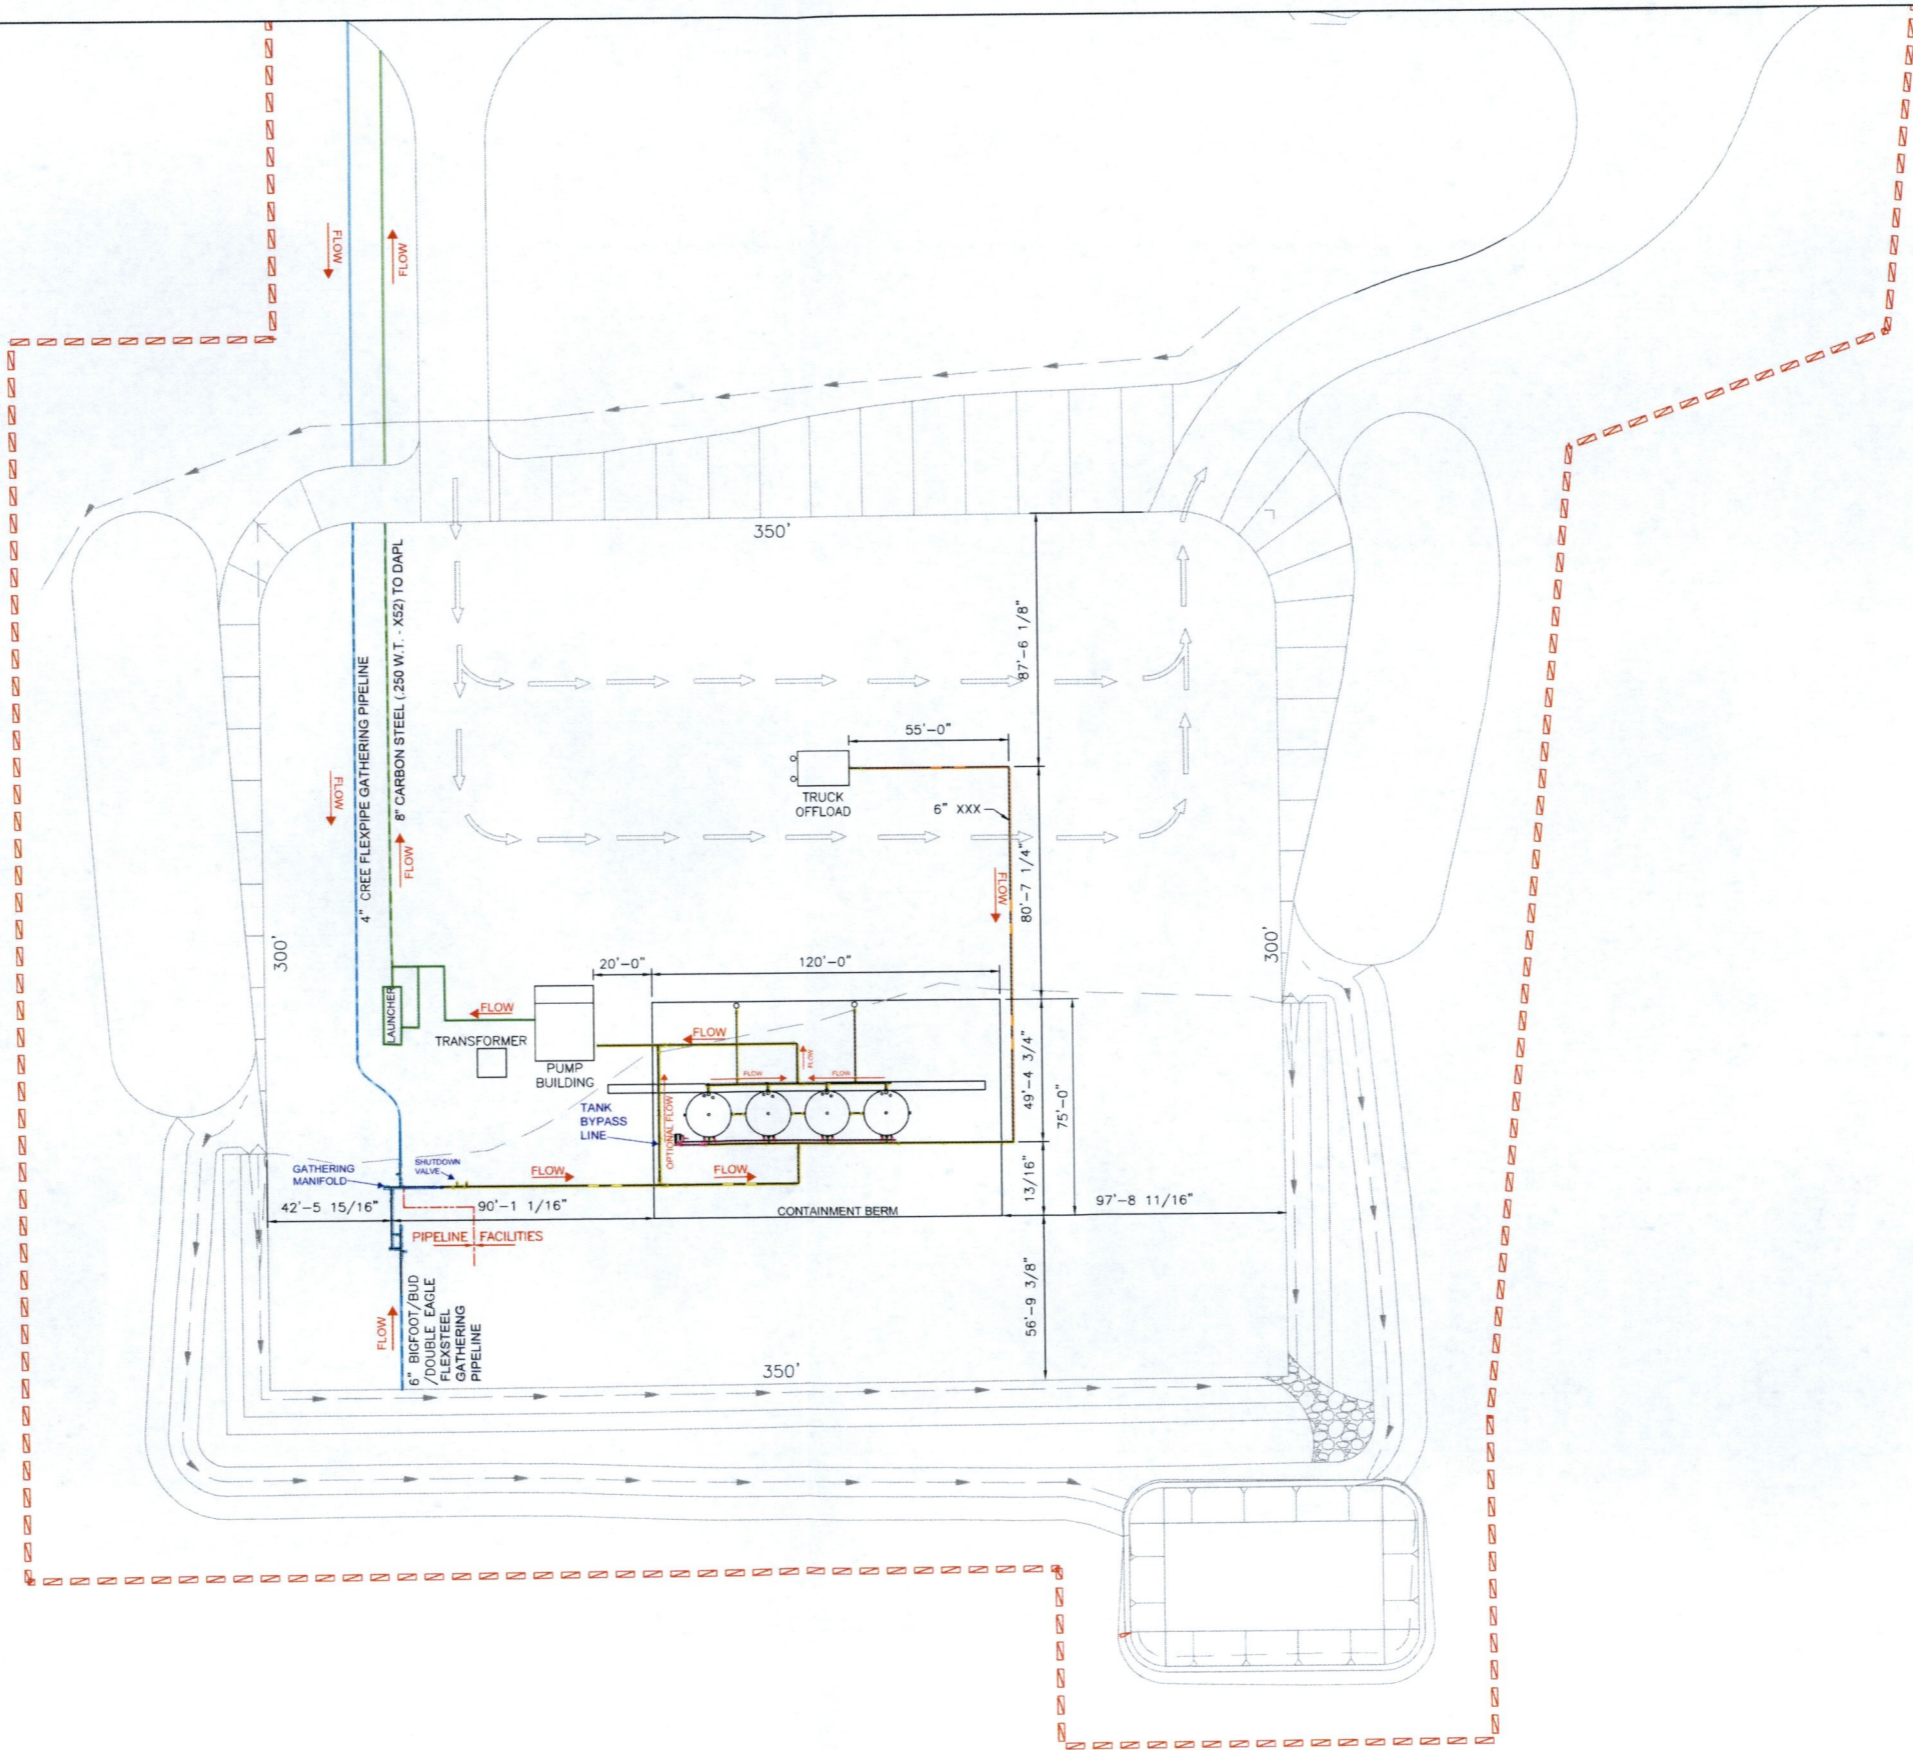 FLOW
FLOW
350'
4" CREE FLEXPIPE GATHERING PIPELINE
8" CARBON STEEL (.250 W.T. - X52) TO DAPL
FLOW
FLOW
87'-6 1/8"
55'-0"
TRUCK
OFFLOAD
6" XXX
FLOW
80'-7 1/4"
300'
300'
20'-0"
120'-0"
LAUNCHER
FLOW
TRANSFORMER
PUMP
BUILDING
FLOW
FLOW
FLOW
FLOW
49'-4 3/4"
75'-0"
TANK
BYPASS
LINE
OPTIONAL FLOW
GATHERING
MANIFOLD
SHUTDOWN
VALVE
FLOW
FLOW
13/16"
42'-5 15/16"
90'-1 1/16"
CONTAINMENT BERM
97'-8 11/16"
PIPELINE
FACILITIES
56'-9 3/8"
FLOW
6" BIGFOOT/BUD
/DOUBLE EAGLE
FLEXSTEEL
GATHERING
PIPELINE
350'